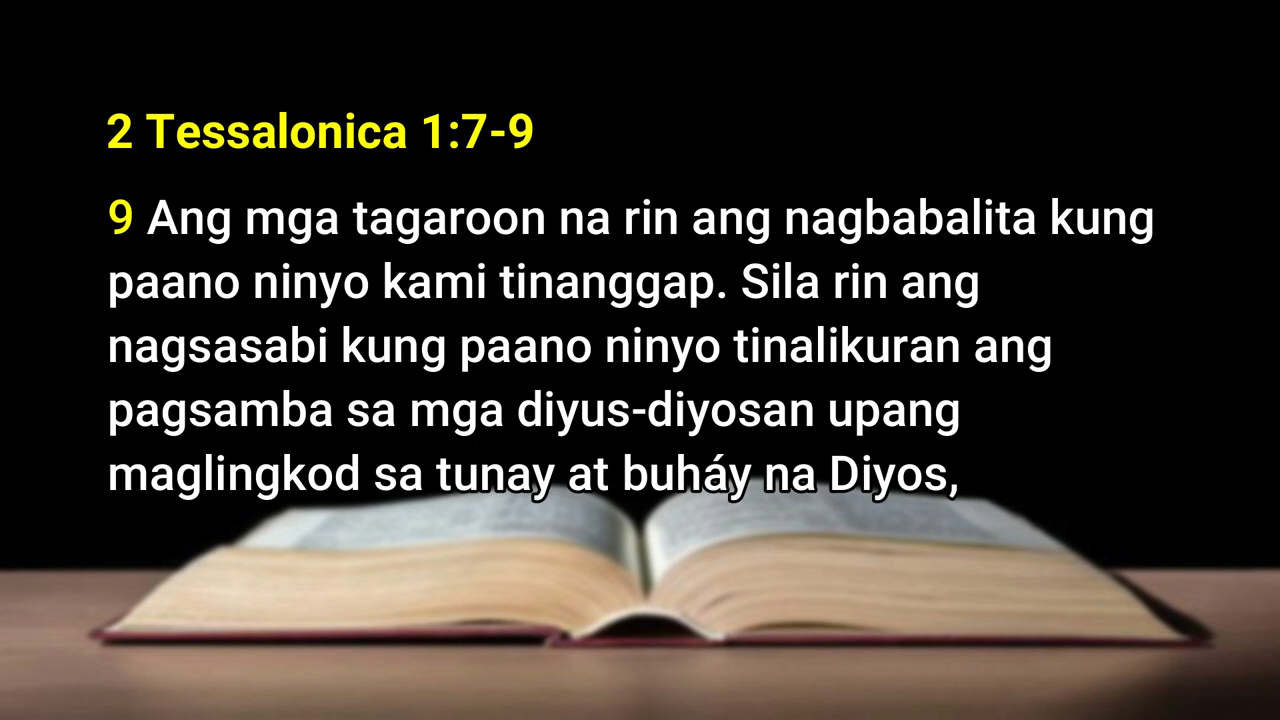 2 Tessalonica 1:7-9
9 Ang mga tagaroon na rin ang nagbabalita kung
paano ninyo kami tinanggap. Sila rin ang
nagsasabi kung paano ninyo tinalikuran ang
pagsamba sa mga diyus-diyosan upang
maglingkod sa tunay at buháy na Diyos,